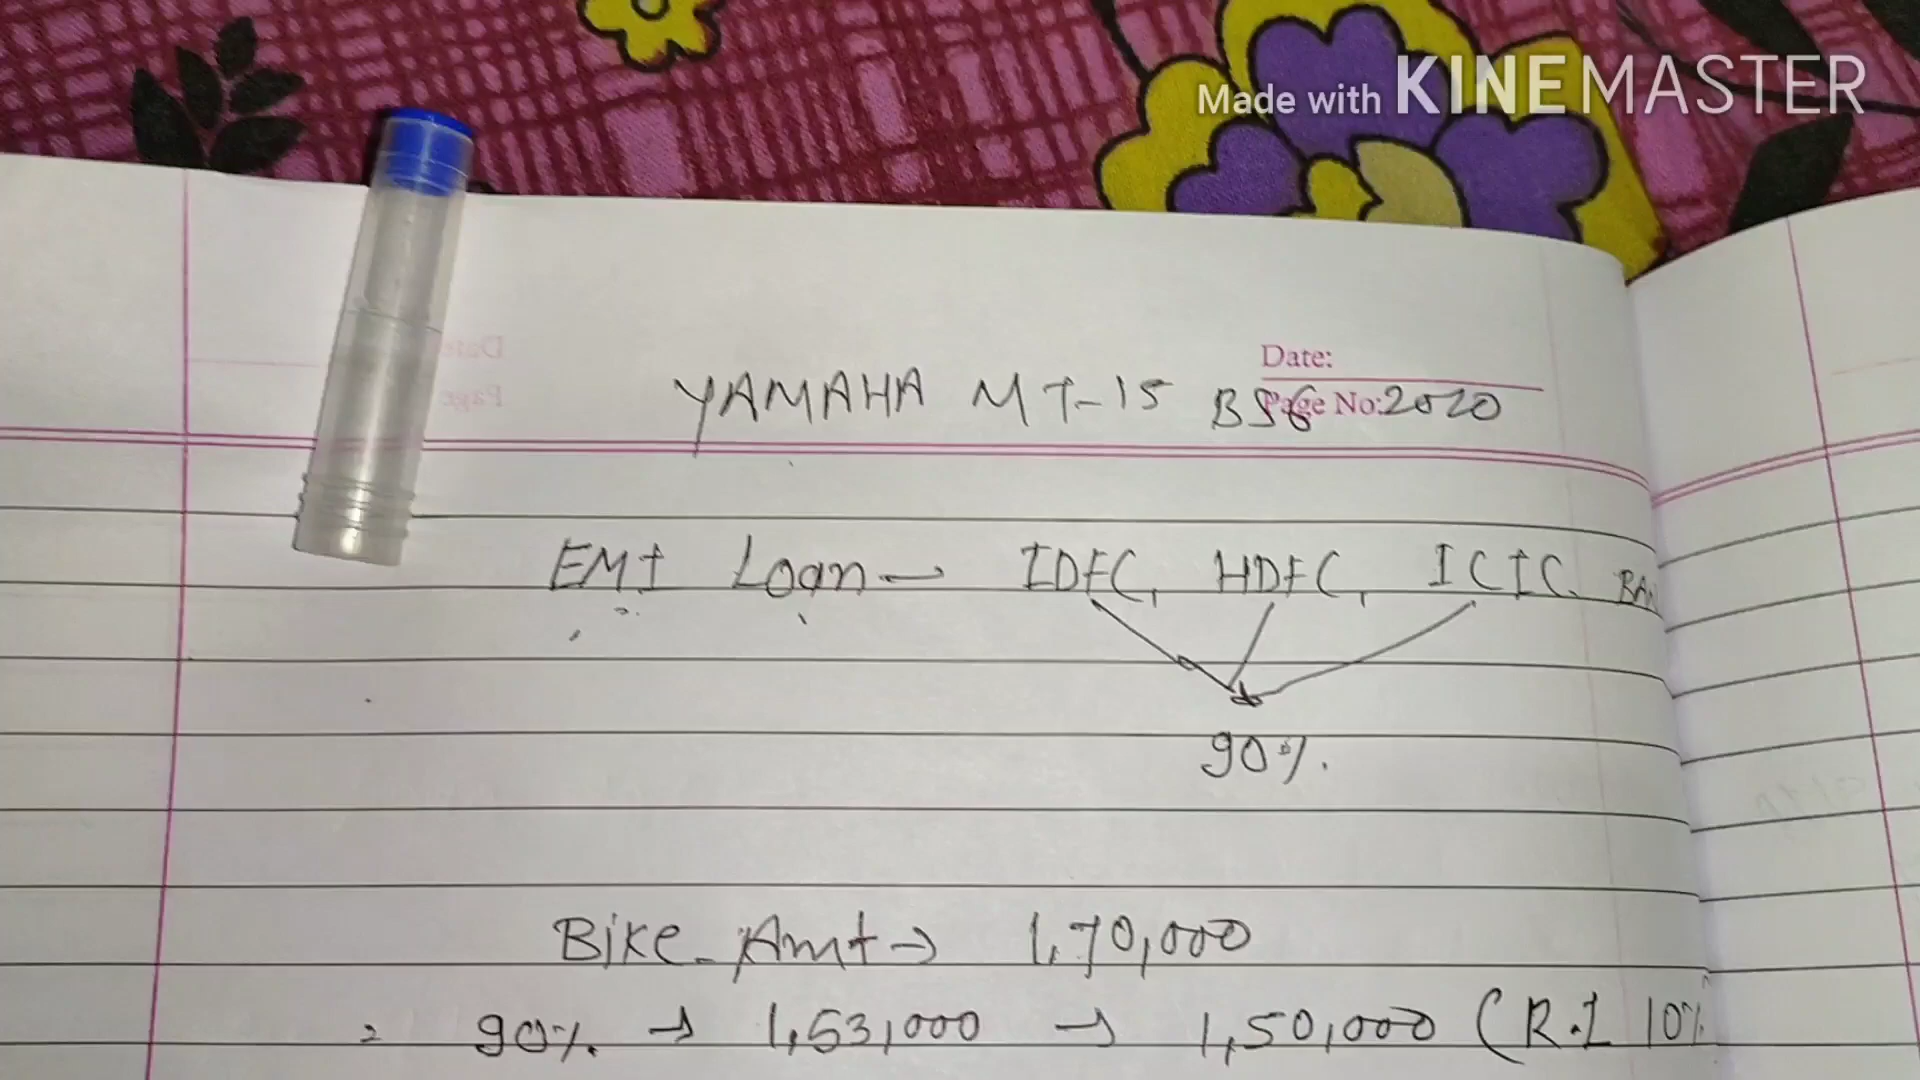 Made with KINEMASTER
Date:
YAMAHA MT-15 BS6 2020
Page No:
EMI Loan → IDFC, HDFC, ICIC BAN
90%.
Bike Amt → 1,70,000
= 90%. → 1,53,000 → 1,50,000 (R.I 10%